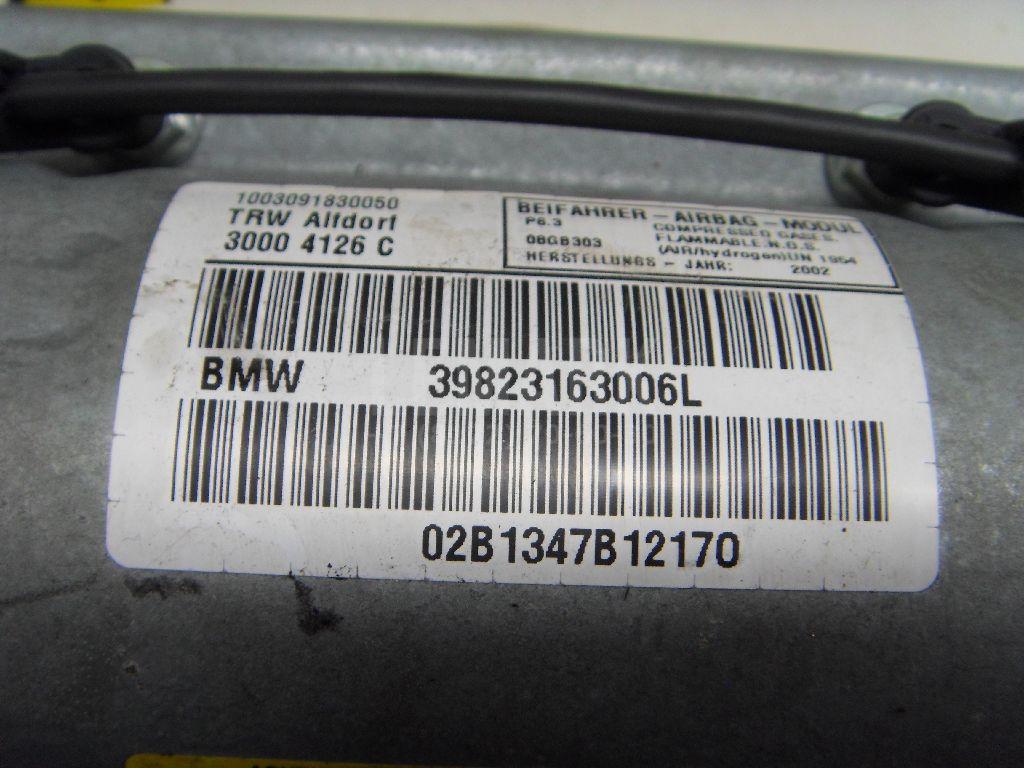 1003091830050
TRW Alfdorf
3000 4126 C
BEIFAHRER - AIRBAG - MODUL
P6.3 COMPRESSED GASES,
08GB303 FLAMMABLE,N.O.S.
(AIR/hydrogen)UN 1954
HERSTELLUNGS - JAHR: 2002
BMW 39823163006L
02B1347B12170